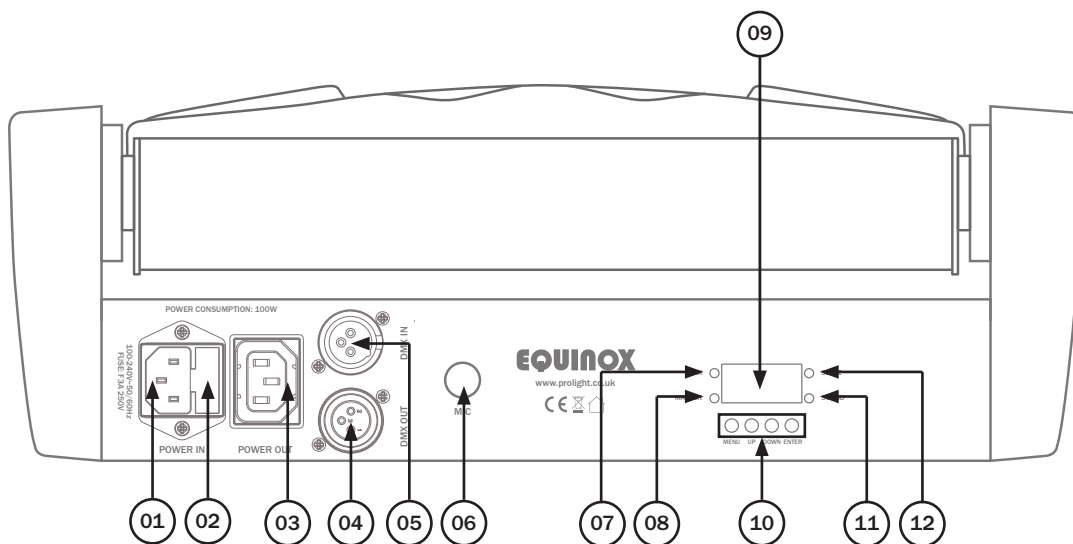 09
POWER CONSUMPTION: 100W
100-240V~50/60Hz
FUSE: F3A 250V
POWER IN
POWER OUT
DMX IN
DMX OUT
MIC
EQUINOX
www.prolight.co.uk
CE
MENU UP DOWN ENTER
01 02 03 04 05 06 07 08 10 11 12